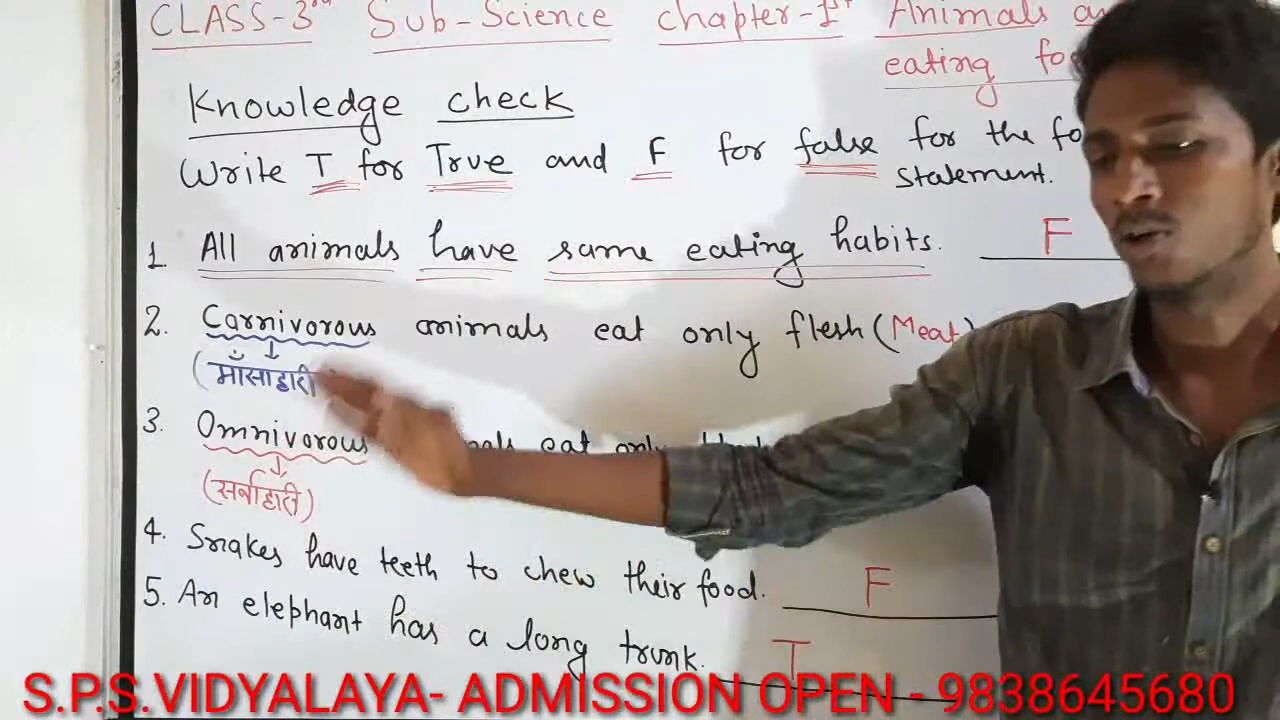 CLASS-3rd Sub-Science chapter-1st Animals
eating
Knowledge check
Write T for True and F for false for the
statement.
1. All animals have same eating habits. F
2. Carnivorous animals eat only flesh (Meat)
(माँसाहारी
3. Omnivorous eat only
(सर्वाहारी)
4. Snakes have teeth to chew their food. F
5. An elephant has a long trunk. T
S.P.S.VIDYALAYA- ADMISSION OPEN - 9838645680